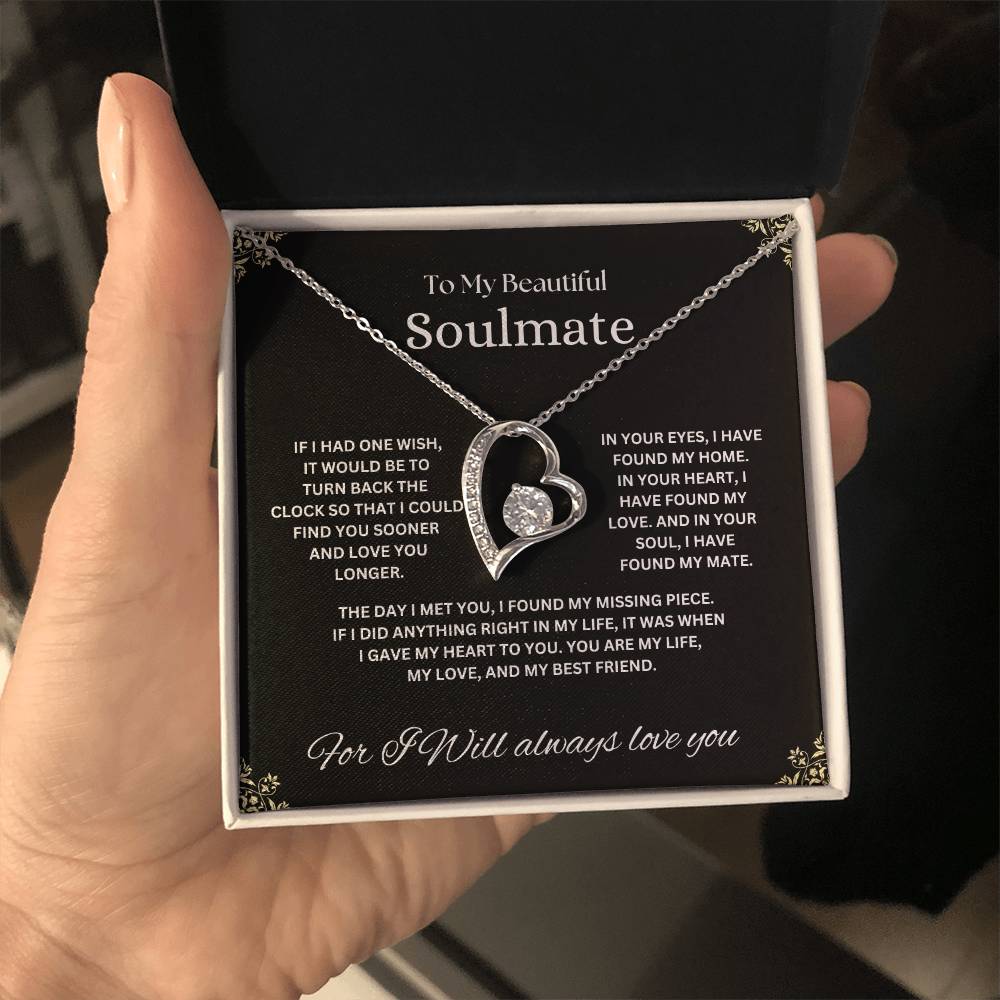 To My Beautiful
Soulmate
IF I HAD ONE WISH,
IT WOULD BE TO
TURN BACK THE
CLOCK SO THAT I COULD
FIND YOU SOONER
AND LOVE YOU
LONGER.
IN YOUR EYES, I HAVE
FOUND MY HOME.
IN YOUR HEART, I
HAVE FOUND MY
LOVE. AND IN YOUR
SOUL, I HAVE
FOUND MY MATE.
THE DAY I MET YOU, I FOUND MY MISSING PIECE.
IF I DID ANYTHING RIGHT IN MY LIFE, IT WAS WHEN
I GAVE MY HEART TO YOU. YOU ARE MY LIFE,
MY LOVE, AND MY BEST FRIEND.
For I Will always love you